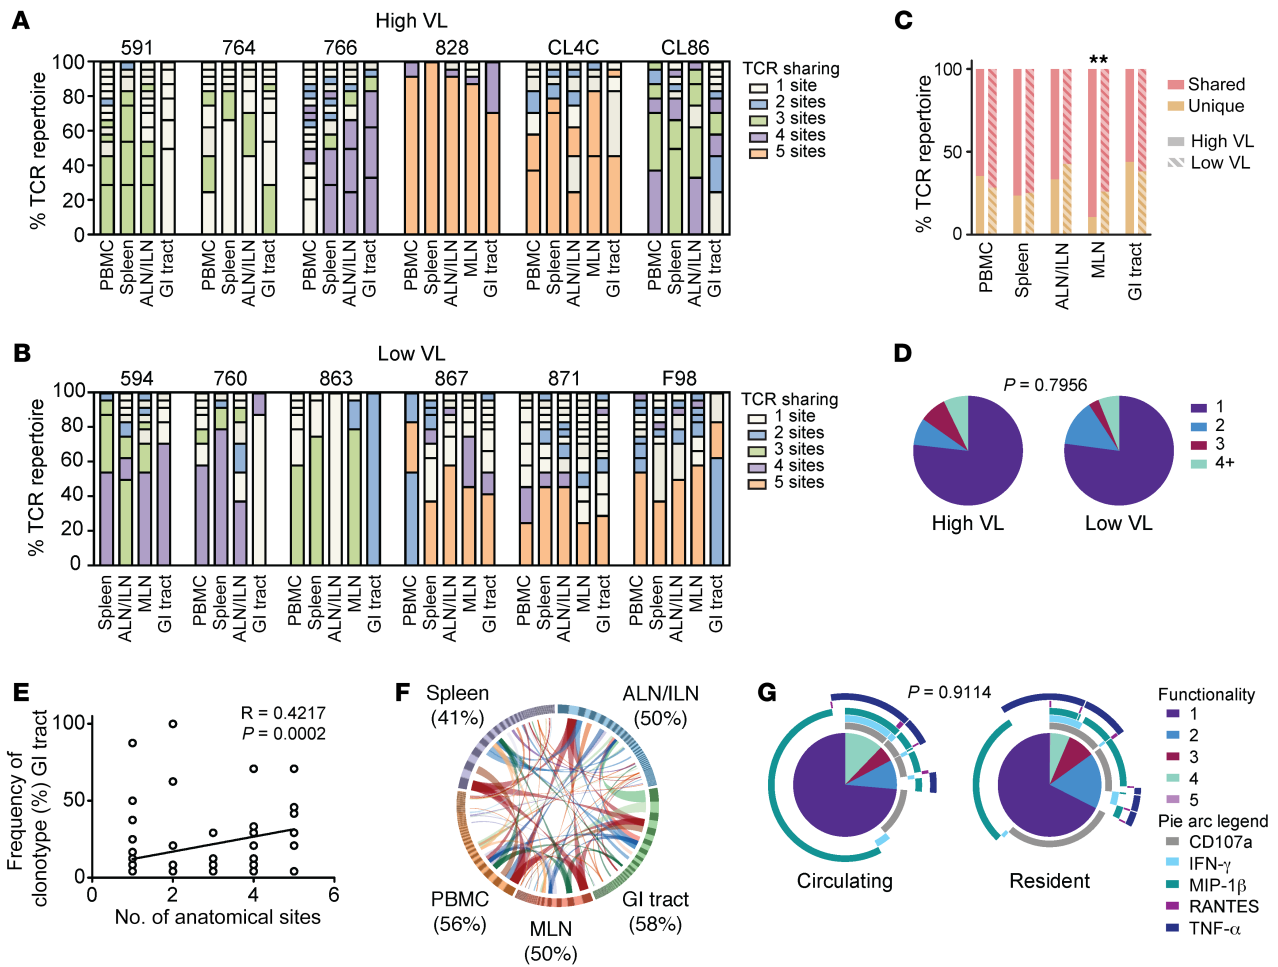 A
High VL
591 764 766 828 CL4C CL86
% TCR repertoire
100
80
60
40
20
0
PBMC Spleen ALN/ILN GI tract
PBMC Spleen ALN/ILN GI tract
PBMC Spleen ALN/ILN GI tract
PBMC Spleen ALN/ILN MLN GI tract
PBMC Spleen ALN/ILN MLN GI tract
PBMC Spleen ALN/ILN GI tract
TCR sharing
1 site
2 sites
3 sites
4 sites
5 sites
B
Low VL
594 760 863 867 871 F98
% TCR repertoire
100
80
60
40
20
0
Spleen ALN/ILN MLN GI tract
PBMC Spleen ALN/ILN GI tract
PBMC Spleen ALN/ILN MLN GI tract
PBMC Spleen ALN/ILN MLN GI tract
PBMC Spleen ALN/ILN MLN GI tract
PBMC Spleen ALN/ILN MLN GI tract
TCR sharing
1 site
2 sites
3 sites
4 sites
5 sites
C
% TCR repertoire
100
50
0
**
PBMC Spleen ALN/ILN MLN GI tract
Shared
Unique
High VL
Low VL
D
P = 0.7956
High VL
Low VL
1
2
3
4+
E
R = 0.4217
P = 0.0002
Frequency of
clonotype (%) GI tract
100
50
0
0 2 4 6
No. of anatomical sites
F
Spleen
(41%)
ALN/ILN
(50%)
PBMC
(56%)
MLN
(50%)
GI tract
(58%)
G
P = 0.9114
Circulating
Resident
Functionality
1
2
3
4
5
Pie arc legend
CD107a
IFN-γ
MIP-1β
RANTES
TNF-α